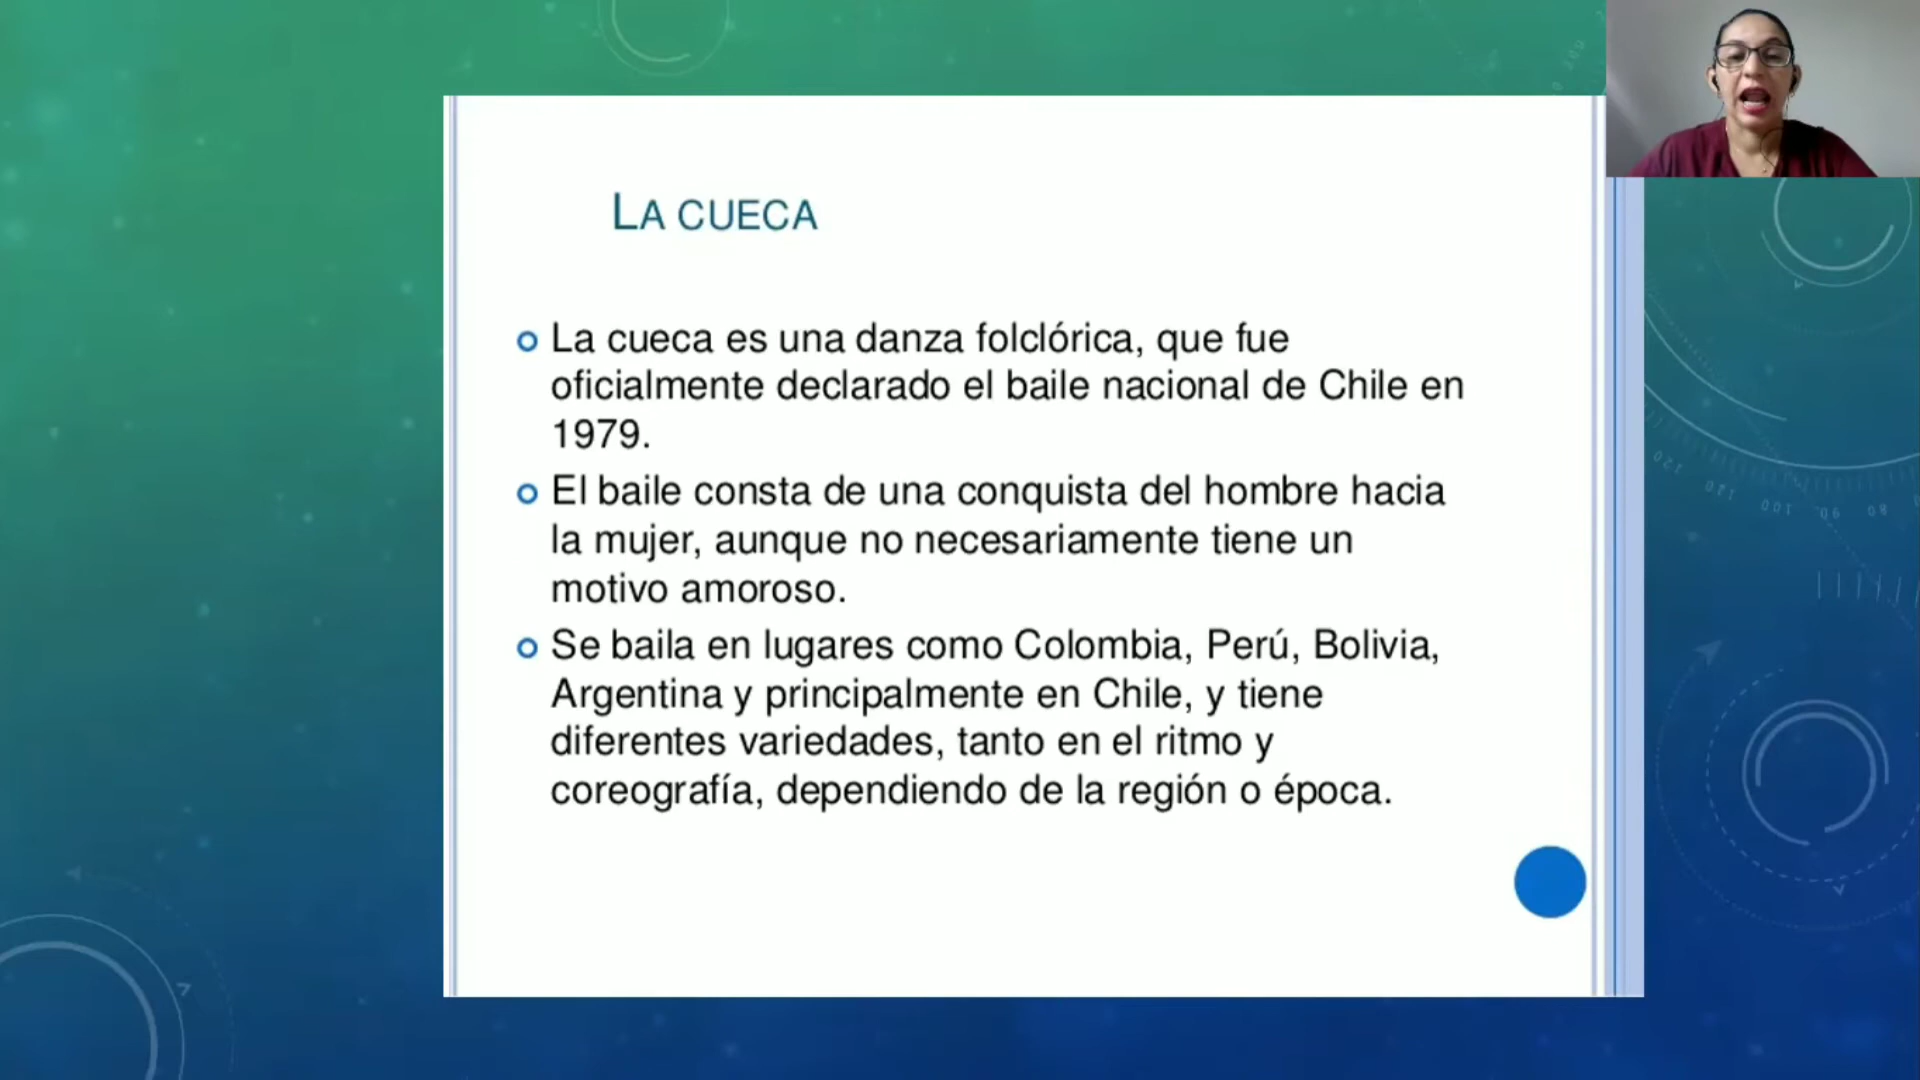 LA CUECA
La cueca es una danza folclórica, que fue
oficialmente declarado el baile nacional de Chile en
1979.
El baile consta de una conquista del hombre hacia
la mujer, aunque no necesariamente tiene un
motivo amoroso.
Se baila en lugares como Colombia, Perú, Bolivia,
Argentina y principalmente en Chile, y tiene
diferentes variedades, tanto en el ritmo y
coreografía, dependiendo de la región o época.